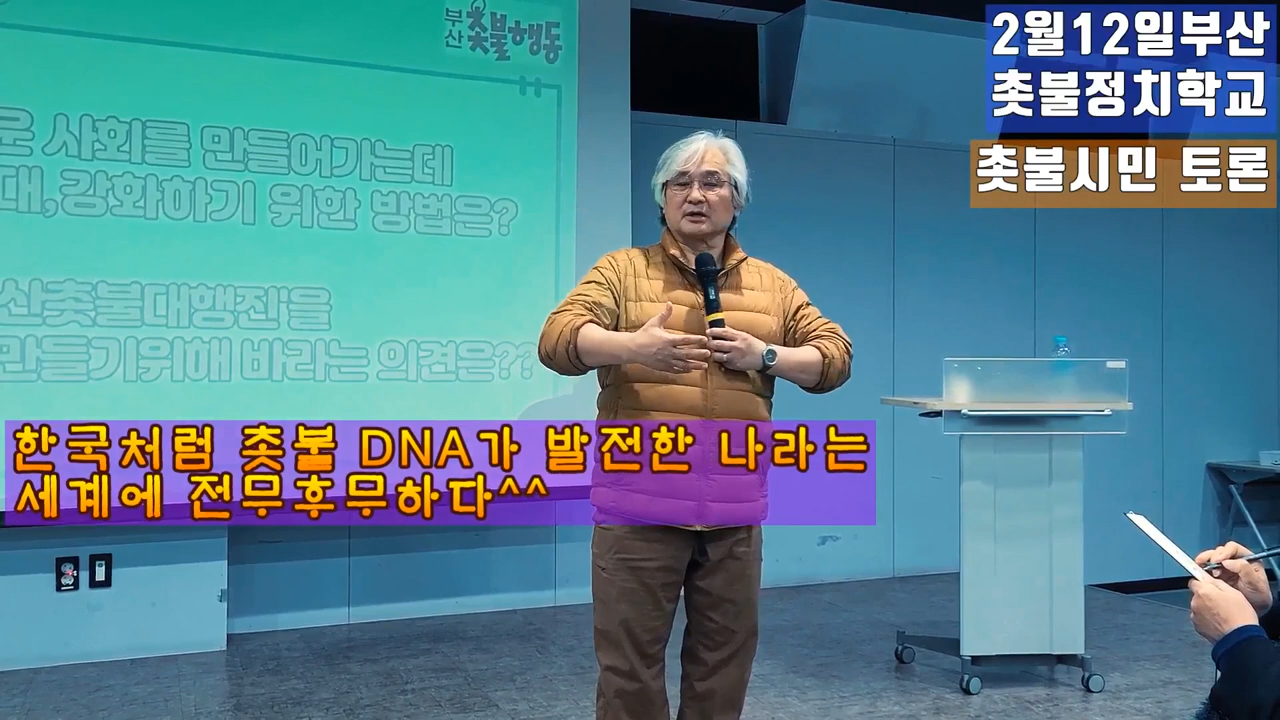 부산 촛불행동
2월12일부산
촛불정치학교
촛불시민 토론
운 사회를 만들어가는데
대,강화하기 위한 방법은?
산촛불대행진'을
만들기위해 바라는 의견은??
한국처럼 촛불 DNA가 발전한 나라는
세계에 전무후무하다^^